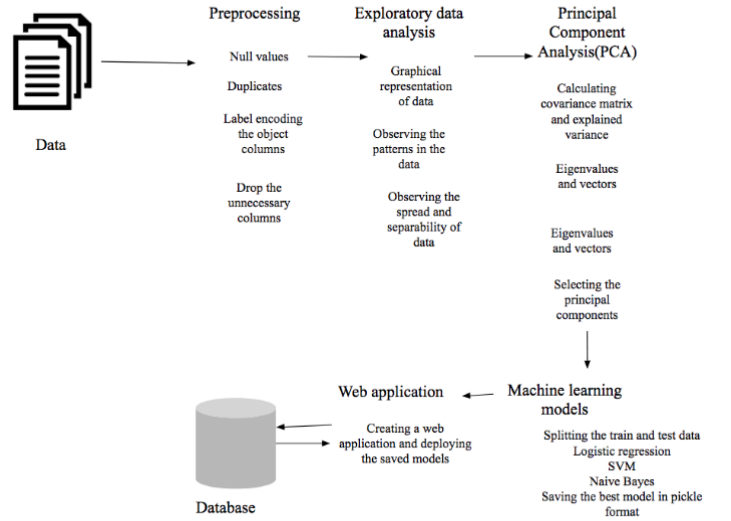 Data
Preprocessing
Null values
Duplicates
Label encoding
the object
columns
Drop the
unnecessary
columns
Exploratory data
analysis
Graphical
representation
of data
Observing the
patterns in the
data
Observing the
spread and
separability of
data
Principal
Component
Analysis(PCA)
Calculating
covariance matrix
and explained
variance
Eigenvalues
and vectors
Eigenvalues
and vectors
Selecting the
principal
components
Machine learning
models
Splitting the train and test data
Logistic regression
SVM
Naive Bayes
Saving the best model in pickle
format
Web application
Creating a web
application and deploying
the saved models
Database